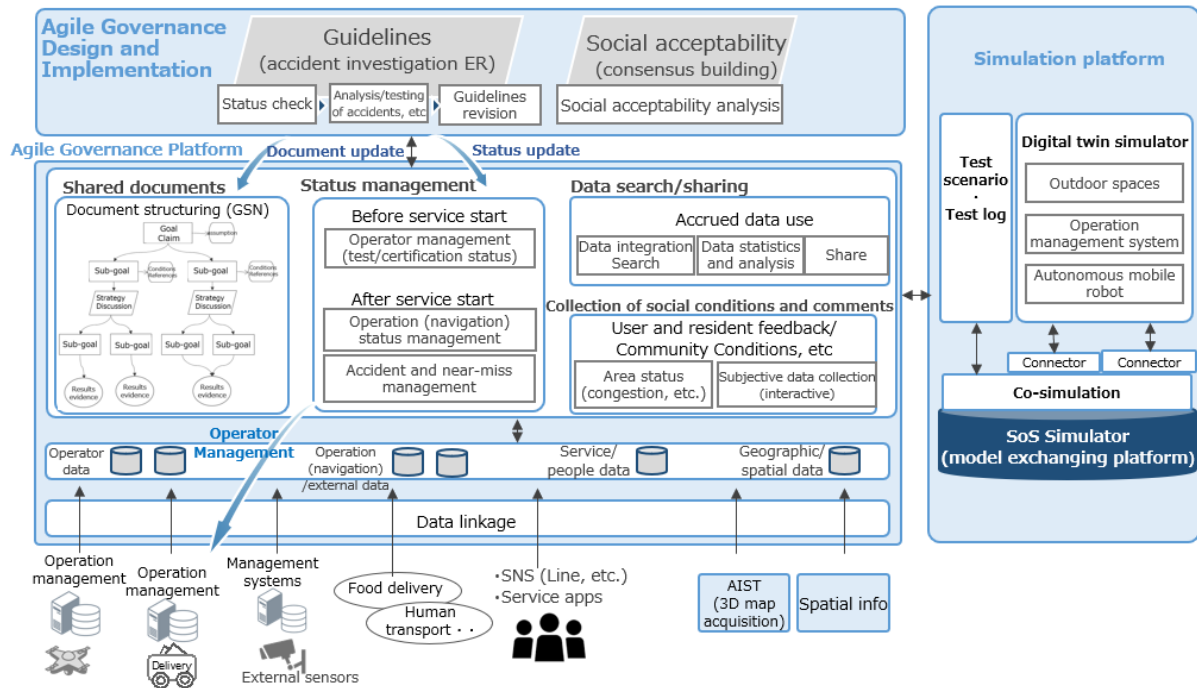 Agile Governance
Design and
Implementation
Guidelines
(accident investigation ER)
Status check
Analysis/testing
of accidents, etc
Guidelines
revision
Social acceptability
(consensus building)
Social acceptability analysis
Agile Governance Platform
Document update
Status update
Shared documents
Document structuring (GSN)
Goal
Claim
assumption
Sub-goal
Conditions
References
Sub-goal
Conditions
References
Strategy
Discussion
Strategy
Discussion
Sub-goal
Sub-goal
Sub-goal
Sub-goal
Results
evidence
Results
evidence
Results
evidence
Status management
Before service start
Operator management
(test/certification status)
After service start
Operation (navigation)
status management
Accident and near-miss
management
Data search/sharing
Accrued data use
Data integration
Search
Data statistics
and analysis
Share
Collection of social conditions and comments
User and resident feedback/
Community Conditions, etc
Area status
(congestion, etc.)
Subjective data collection
(interactive)
Operator
Management
Operator
data
Operation
(navigation)
/external data
Service/
people data
Geographic/
spatial data
Data linkage
Operation
management
Operation
management
Delivery
Management
systems
External sensors
Food delivery
Human
transport・・
・SNS (Line, etc.)
・Service apps
AIST
(3D map
acquisition)
Spatial info
Simulation platform
Test
scenario
・
Test log
Digital twin simulator
Outdoor spaces
Operation
management system
Autonomous mobile
robot
Connector
Connector
Co-simulation
SoS Simulator
(model exchanging platform)